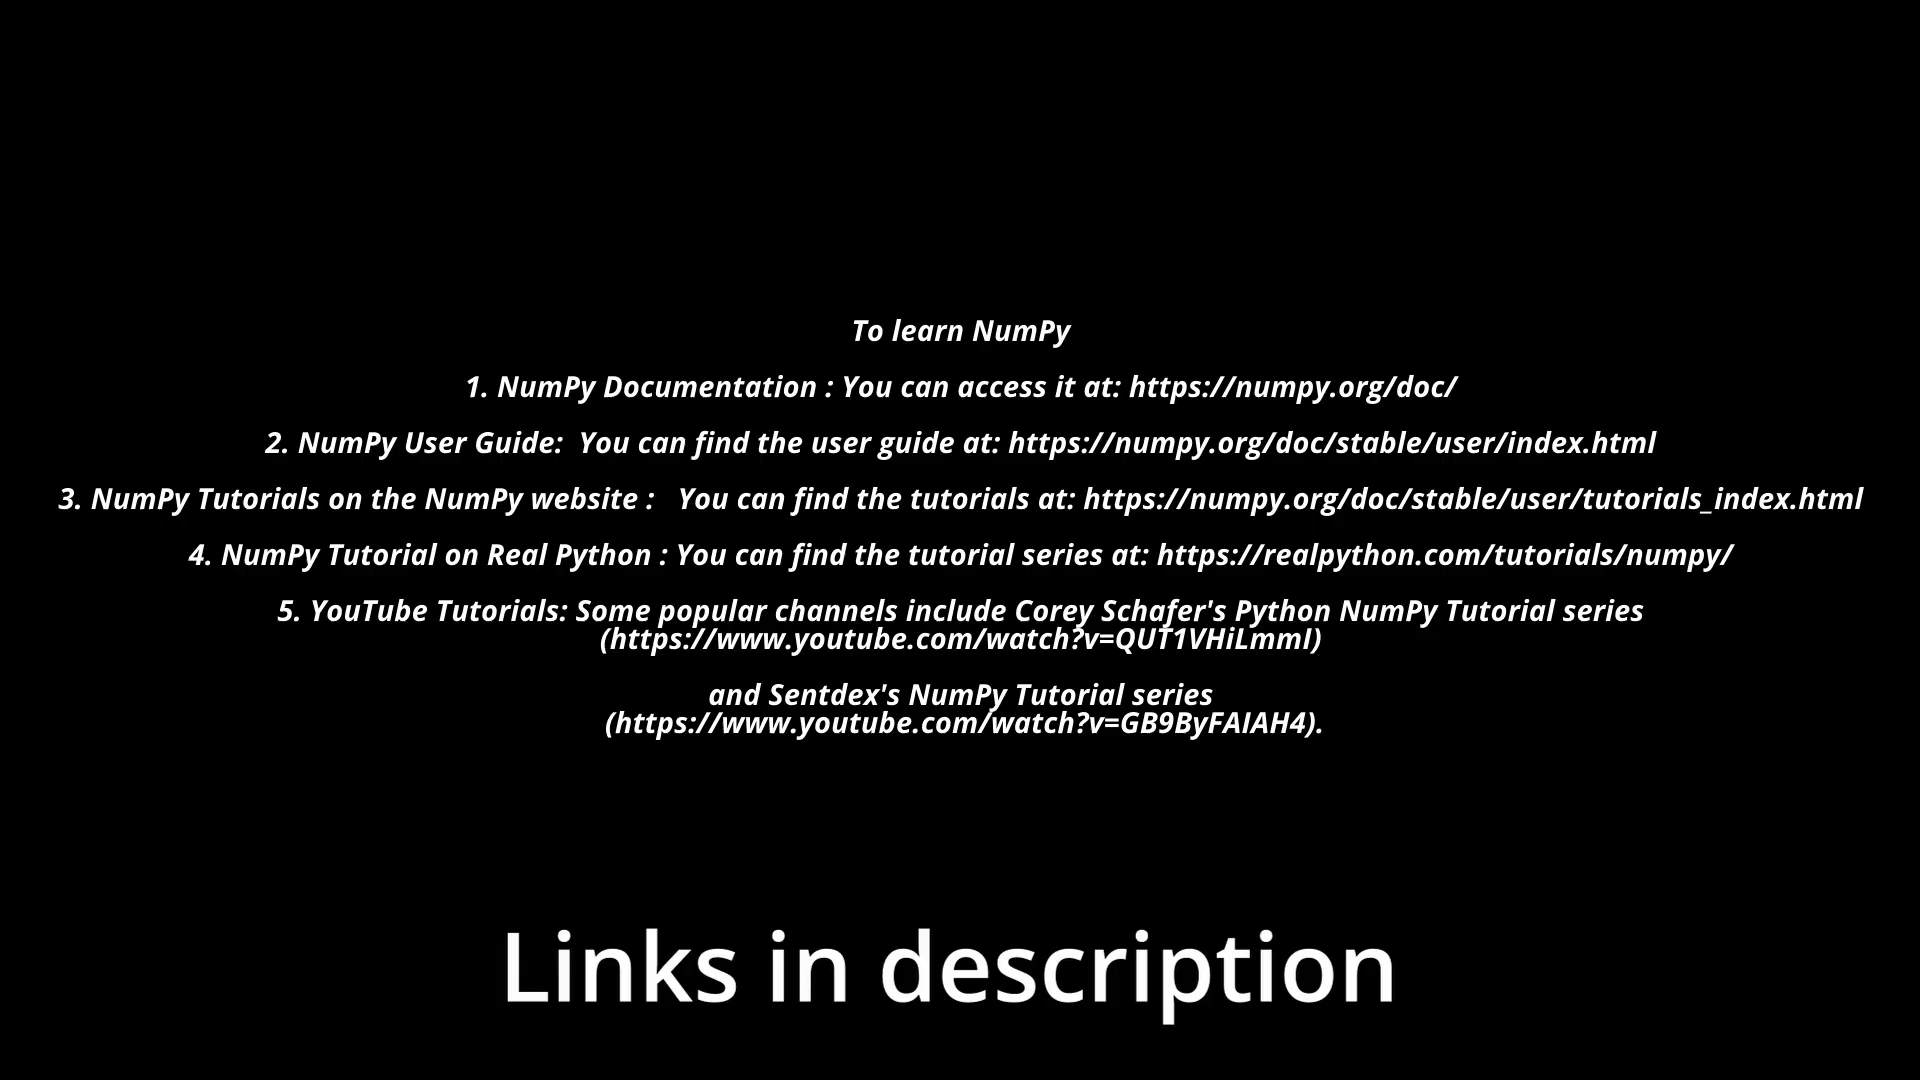 To learn NumPy
1. NumPy Documentation : You can access it at: https://numpy.org/doc/
2. NumPy User Guide:  You can find the user guide at: https://numpy.org/doc/stable/user/index.html
3. NumPy Tutorials on the NumPy website :   You can find the tutorials at: https://numpy.org/doc/stable/user/tutorials_index.html
4. NumPy Tutorial on Real Python : You can find the tutorial series at: https://realpython.com/tutorials/numpy/
5. YouTube Tutorials: Some popular channels include Corey Schafer's Python NumPy Tutorial series
(https://www.youtube.com/watch?v=QUT1VHiLmmI)
and Sentdex's NumPy Tutorial series
(https://www.youtube.com/watch?v=GB9ByFAIAH4).
Links in description